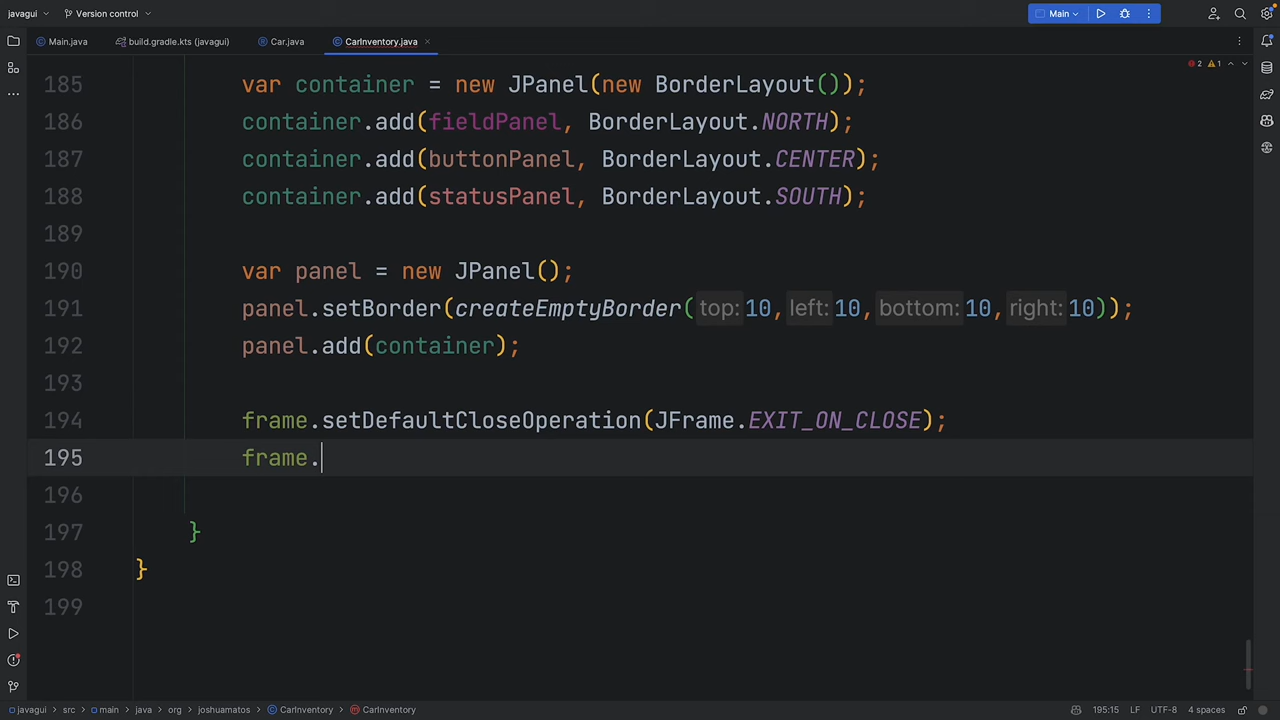 javagui
Version control
Main
Main.java
build.gradle.kts (javagui)
Car.java
CarInventory.java
2
1
185 var container = new JPanel(new BorderLayout());
186 container.add(fieldPanel, BorderLayout.NORTH);
187 container.add(buttonPanel, BorderLayout.CENTER);
188 container.add(statusPanel, BorderLayout.SOUTH);
189
190 var panel = new JPanel();
191 panel.setBorder(createEmptyBorder(top:10,left:10,bottom:10,right:10));
192 panel.add(container);
193
194 frame.setDefaultCloseOperation(JFrame.EXIT_ON_CLOSE);
195 frame.
196
197 }
198 }
199
javagui > src > main > java > org > joshuamatos > CarInventory > CarInventory
195:15 LF UTF-8 4 spaces